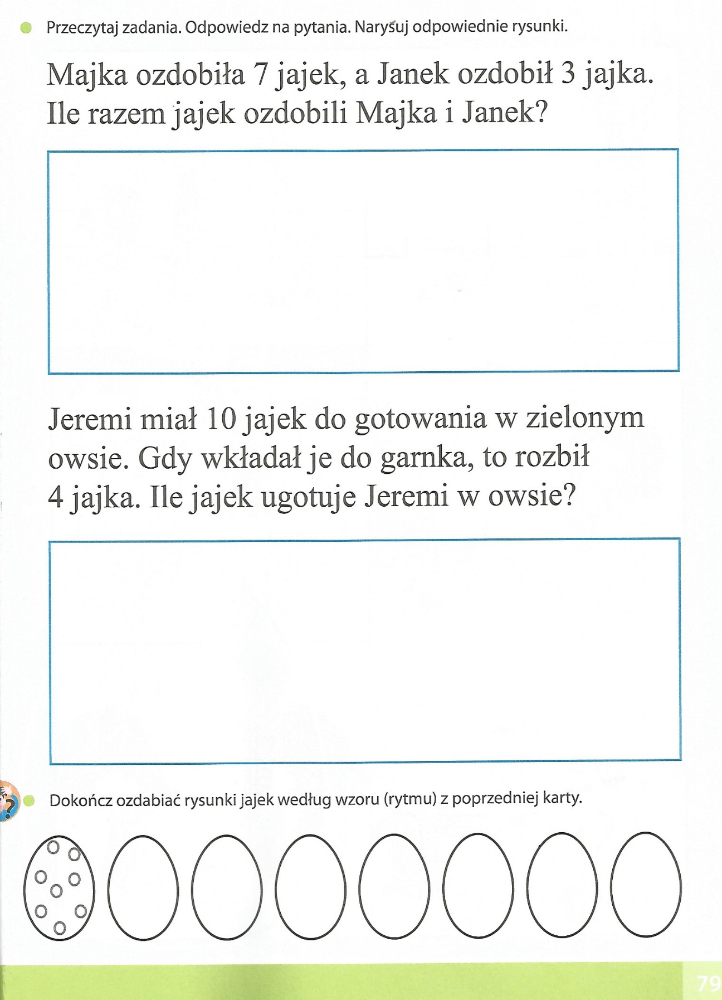 Przeczytaj zadania. Odpowiedz na pytania. Narysuj odpowiednie rysunki.
Majka ozdobiła 7 jajek, a Janek ozdobił 3 jajka.
Ile razem jajek ozdobili Majka i Janek?
Jeremi miał 10 jajek do gotowania w zielonym
owsie. Gdy wkładał je do garnka, to rozbił
4 jajka. Ile jajek ugotuje Jeremi w owsie?
?
Dokończ ozdabiać rysunki jajek według wzoru (rytmu) z poprzedniej karty.
79